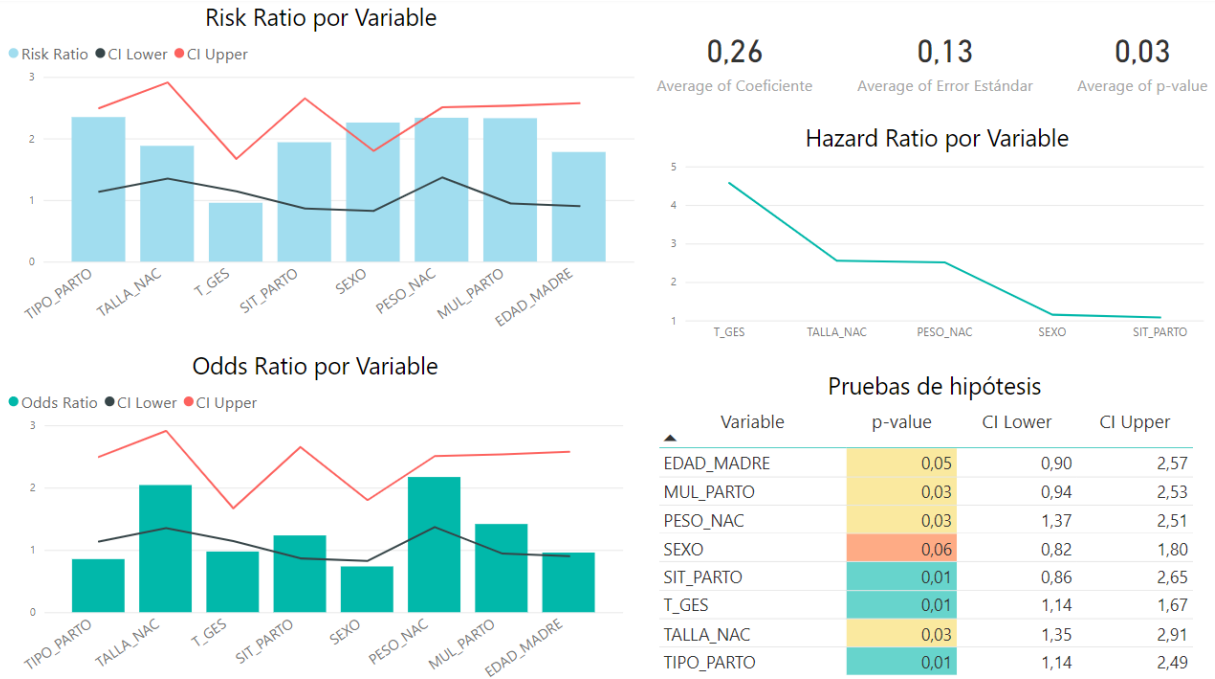 Risk Ratio por Variable
Risk Ratio CI Lower CI Upper
3
2
1
0
TIPO_PARTO TALLA_NAC T_GES SIT_PARTO SEXO PESO_NAC MUL_PARTO EDAD_MADRE
Odds Ratio por Variable
Odds Ratio CI Lower CI Upper
3
2
1
0
TIPO_PARTO TALLA_NAC T_GES SIT_PARTO SEXO PESO_NAC MUL_PARTO EDAD_MADRE
0,26 0,13 0,03
Average of Coeficiente Average of Error Estándar Average of p-value
Hazard Ratio por Variable
5
4
3
2
1
T_GES TALLA_NAC PESO_NAC SEXO SIT_PARTO
Pruebas de hipótesis
Variable p-value CI Lower CI Upper
EDAD_MADRE 0,05 0,90 2,57
MUL_PARTO 0,03 0,94 2,53
PESO_NAC 0,03 1,37 2,51
SEXO 0,06 0,82 1,80
SIT_PARTO 0,01 0,86 2,65
T_GES 0,01 1,14 1,67
TALLA_NAC 0,03 1,35 2,91
TIPO_PARTO 0,01 1,14 2,49